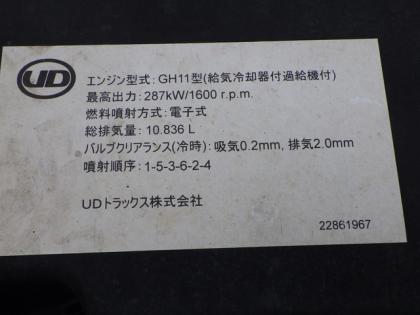 UD
エンジン型式：GH11型(給気冷却器付過給機付)
最高出力：287kW/1600 r.p.m.
燃料噴射方式：電子式
総排気量：10.836 L
バルブクリアランス(冷時)：吸気0.2mm, 排気2.0mm
噴射順序：1-5-3-6-2-4
UDトラックス株式会社
22861967